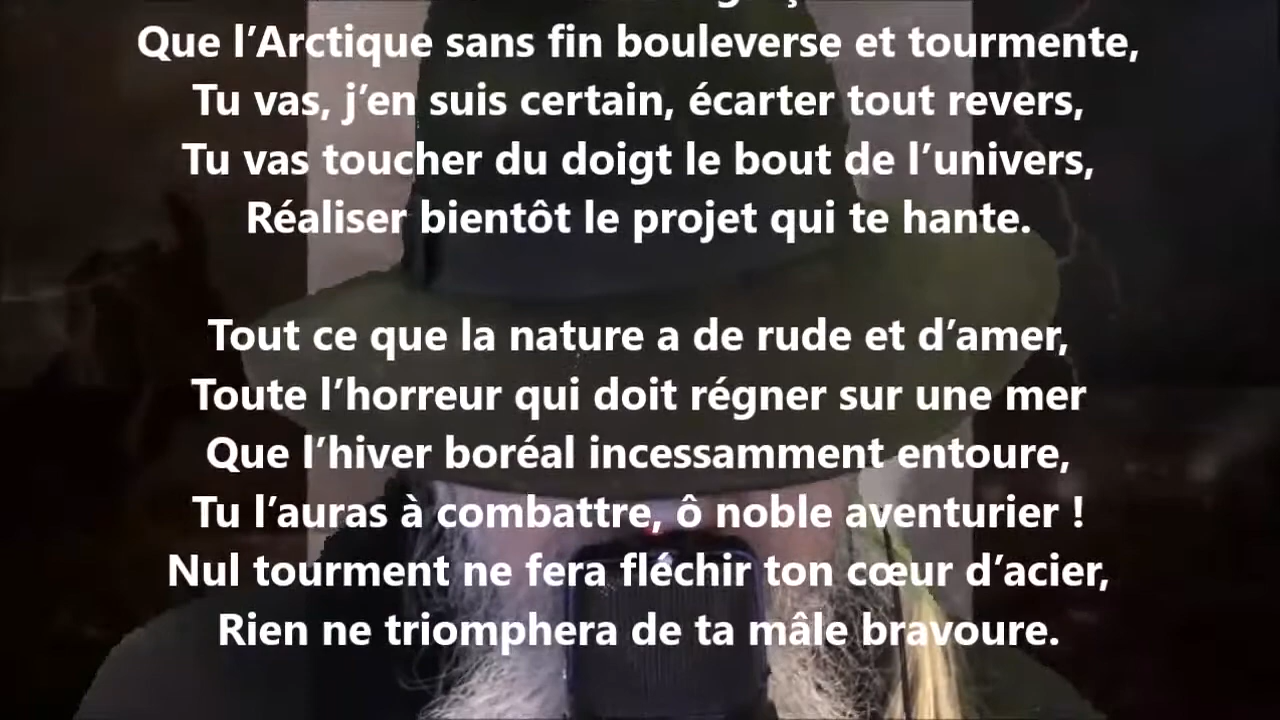 Que l’Arctique sans fin bouleverse et tourmente,
Tu vas, j’en suis certain, écarter tout revers,
Tu vas toucher du doigt le bout de l’univers,
Réaliser bientôt le projet qui te hante.
Tout ce que la nature a de rude et d’amer,
Toute l’horreur qui doit régner sur une mer
Que l’hiver boréal incessamment entoure,
Tu l’auras à combattre, ô noble aventurier !
Nul tourment ne fera fléchir ton cœur d’acier,
Rien ne triomphera de ta mâle bravoure.